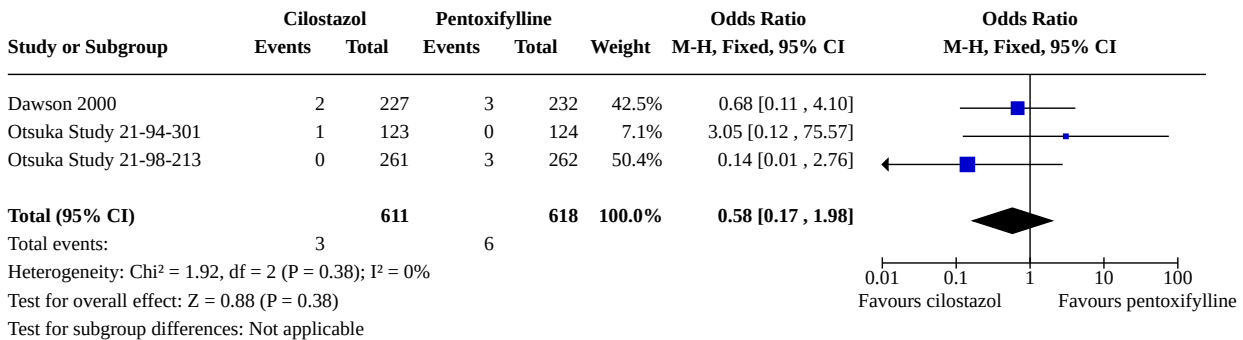 Cilostazol Pentoxifylline Odds Ratio Odds Ratio
Study or Subgroup Events Total Events Total Weight M-H, Fixed, 95% CI M-H, Fixed, 95% CI
Dawson 2000 2 227 3 232 42.5% 0.68 [0.11 , 4.10]
Otsuka Study 21-94-301 1 123 0 124 7.1% 3.05 [0.12 , 75.57]
Otsuka Study 21-98-213 0 261 3 262 50.4% 0.14 [0.01 , 2.76]
Total (95% CI) 611 618 100.0% 0.58 [0.17 , 1.98]
Total events: 3 6
Heterogeneity: Chi² = 1.92, df = 2 (P = 0.38); I² = 0%
0.01 0.1 1 10 100
Test for overall effect: Z = 0.88 (P = 0.38)
Favours cilostazol Favours pentoxifylline
Test for subgroup differences: Not applicable